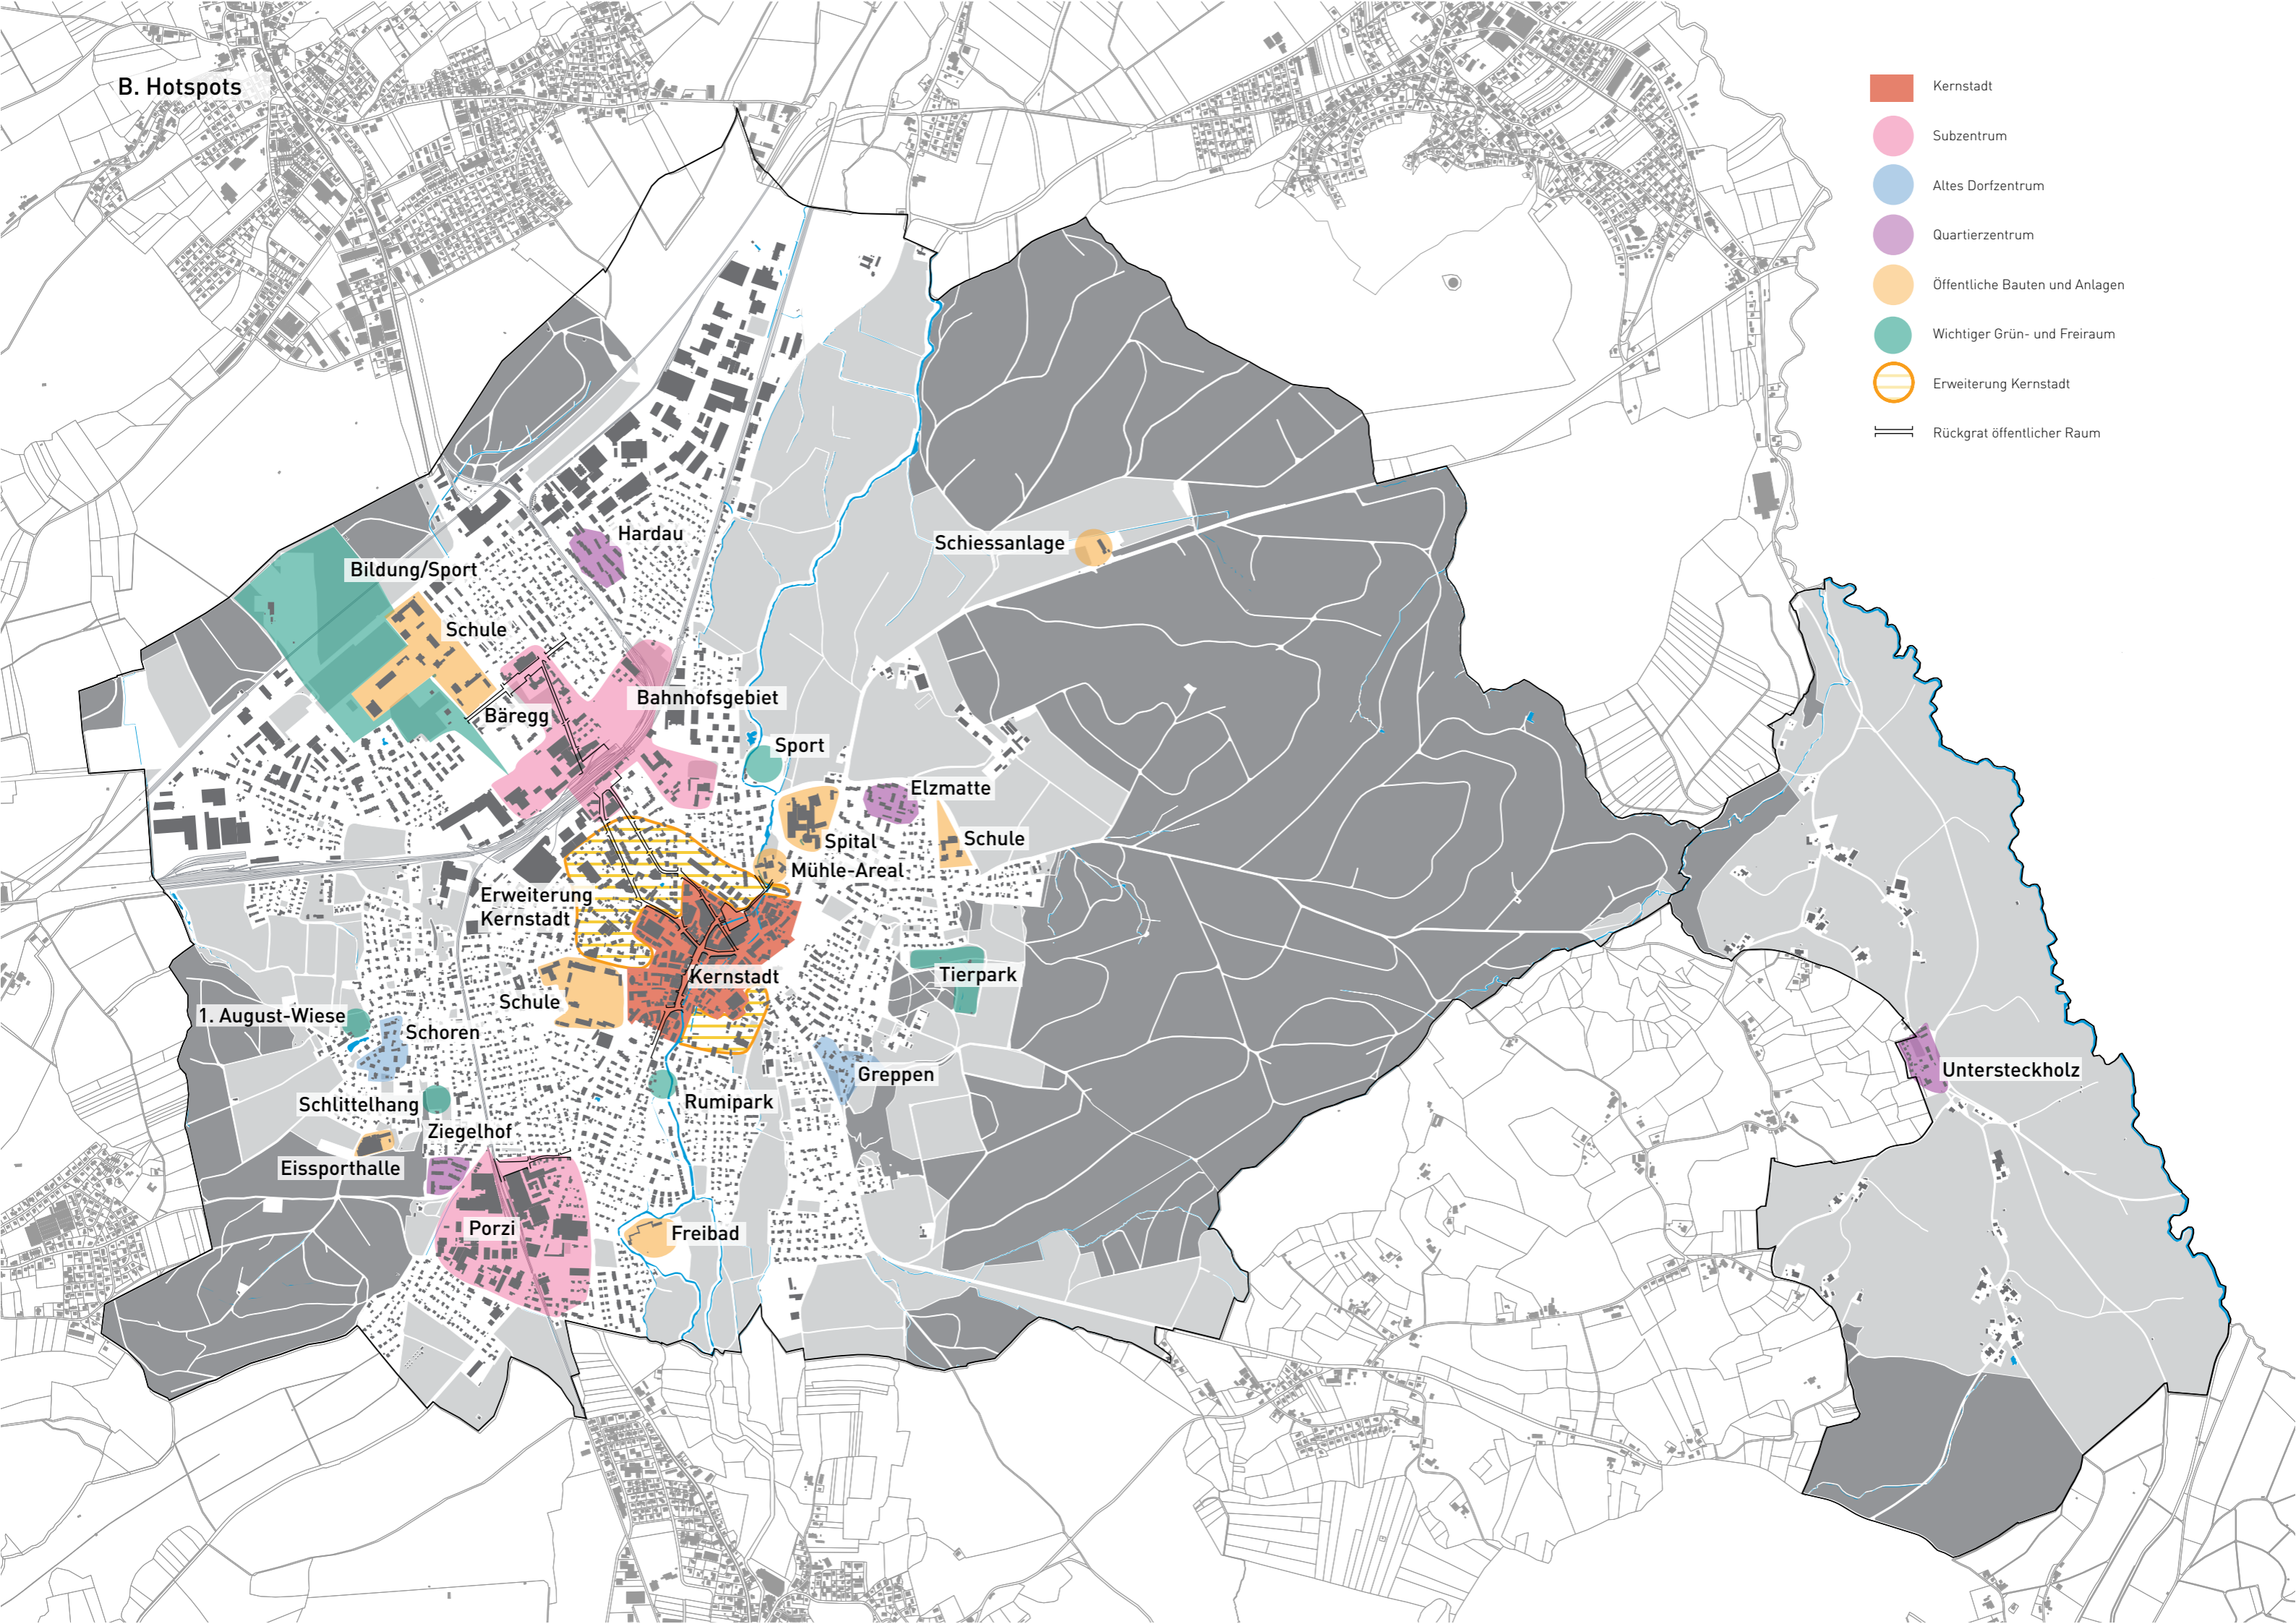 B. Hotspots
Kernstadt
Subzentrum
Altes Dorfzentrum
Quartierzentrum
Öffentliche Bauten und Anlagen
Wichtiger Grün- und Freiraum
Erweiterung Kernstadt
Rückgrat öffentlicher Raum
Hardau
Schiessanlage
Bildung/Sport
Schule
Bahnhofsgebiet
Bäregg
Sport
Elzmatte
Spital
Schule
Mühle-Areal
Erweiterung
Kernstadt
Kernstadt
Tierpark
Schule
1. August-Wiese
Schoren
Greppen
Untersteckholz
Schlittelhang
Rumipark
Ziegelhof
Eissporthalle
Porzi
Freibad